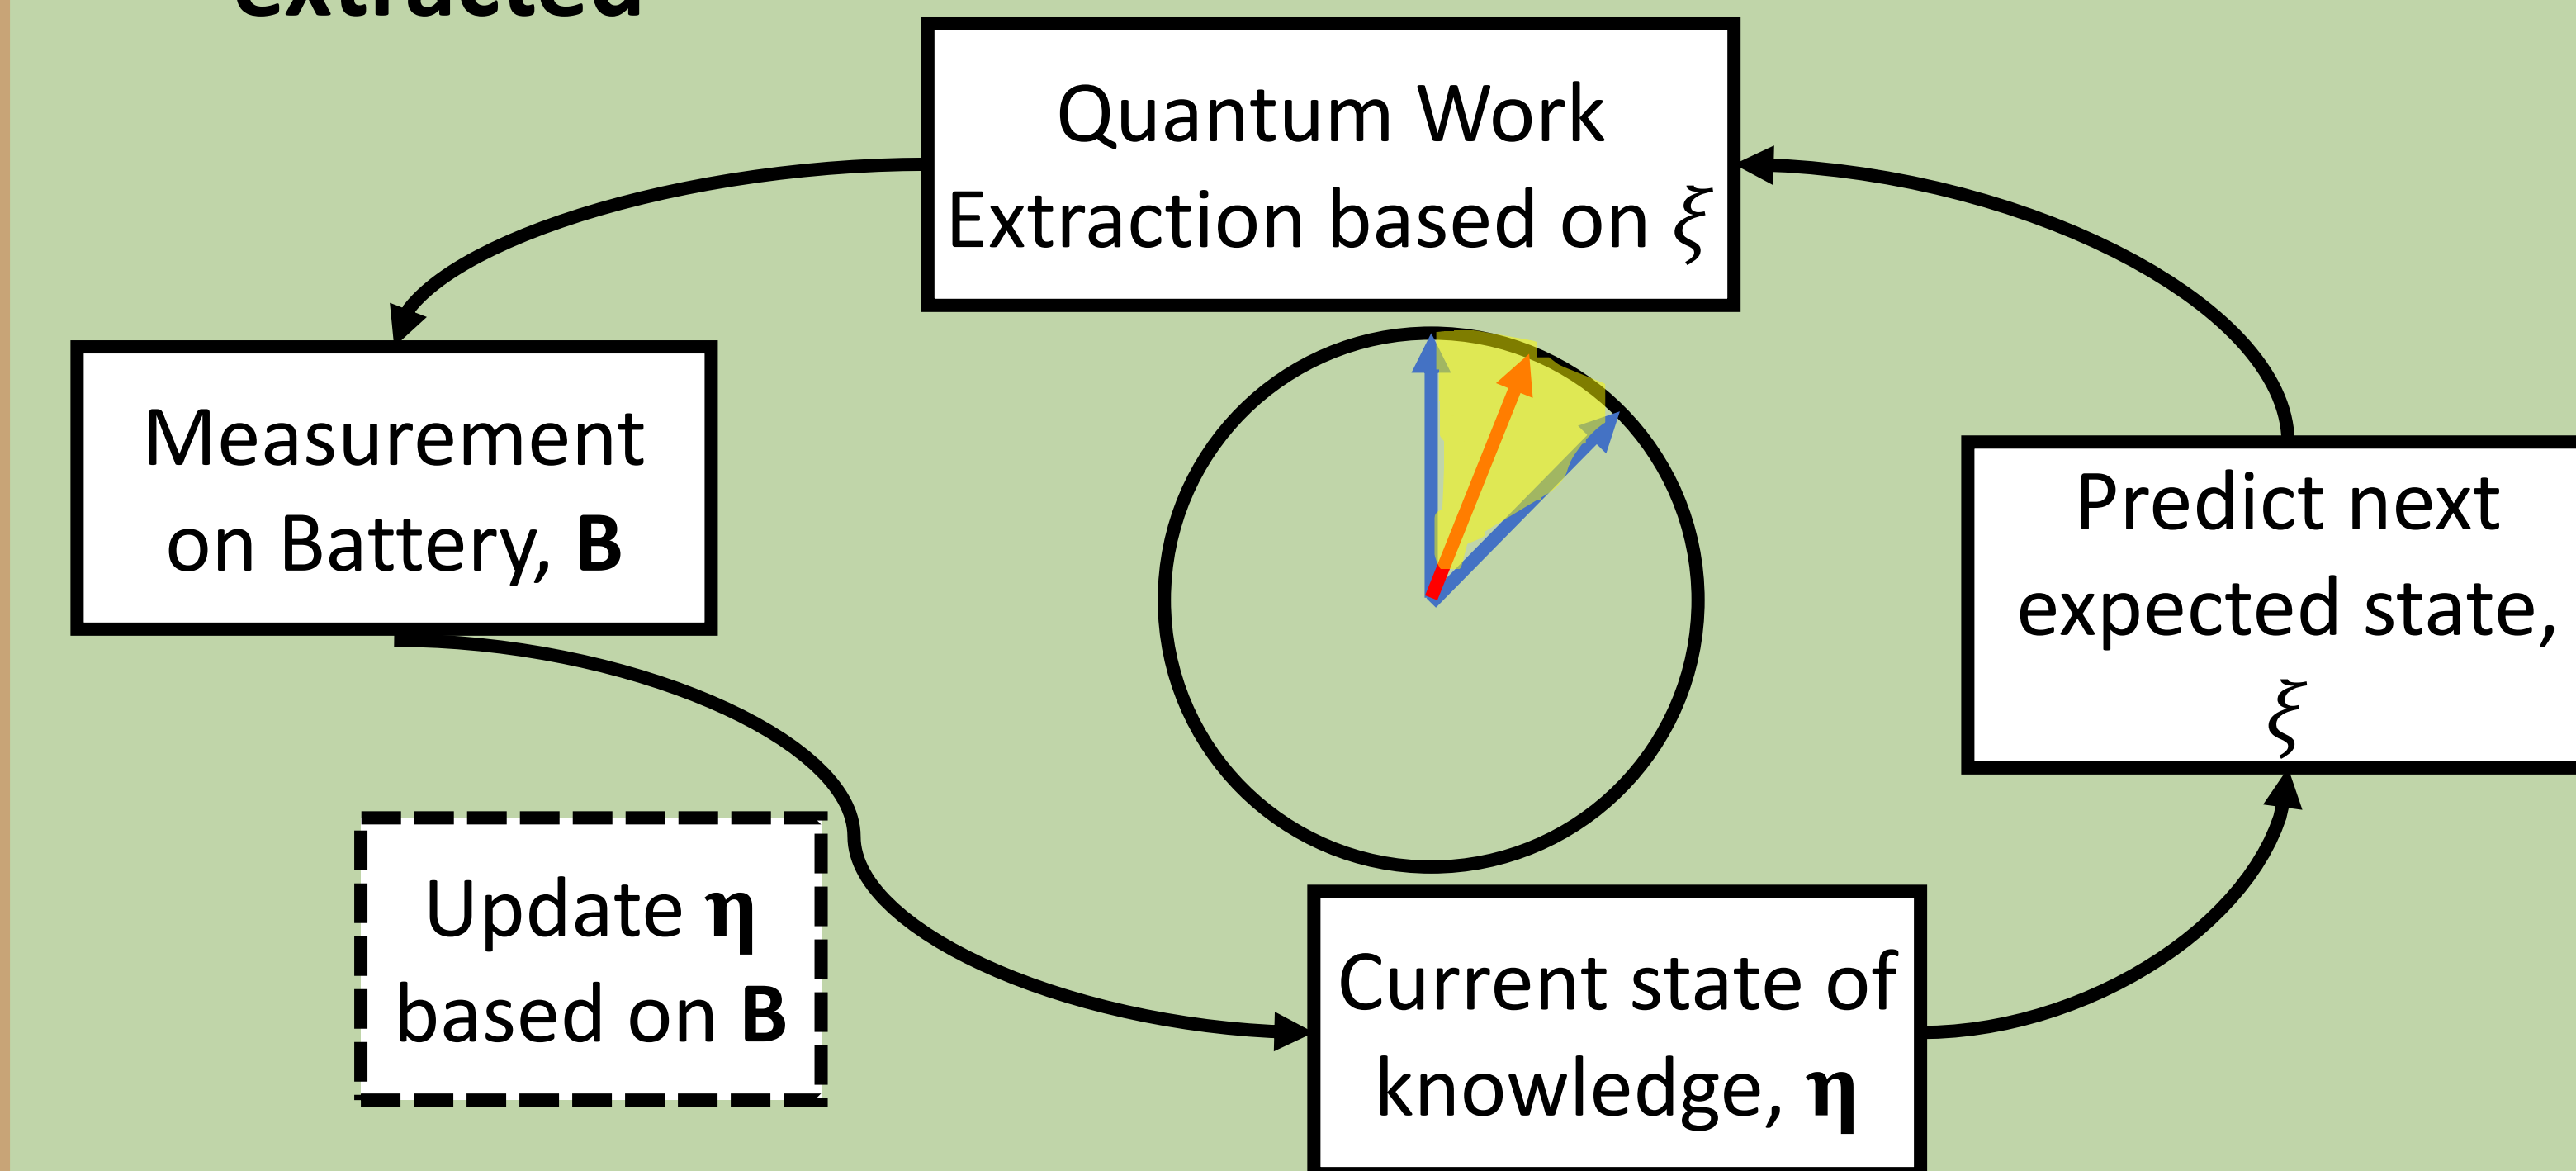 extracted
Quantum Work
Extraction based on ξ
Measurement
on Battery, B
Predict next
expected state,
ξ
Update η
based on B
Current state of
knowledge, η